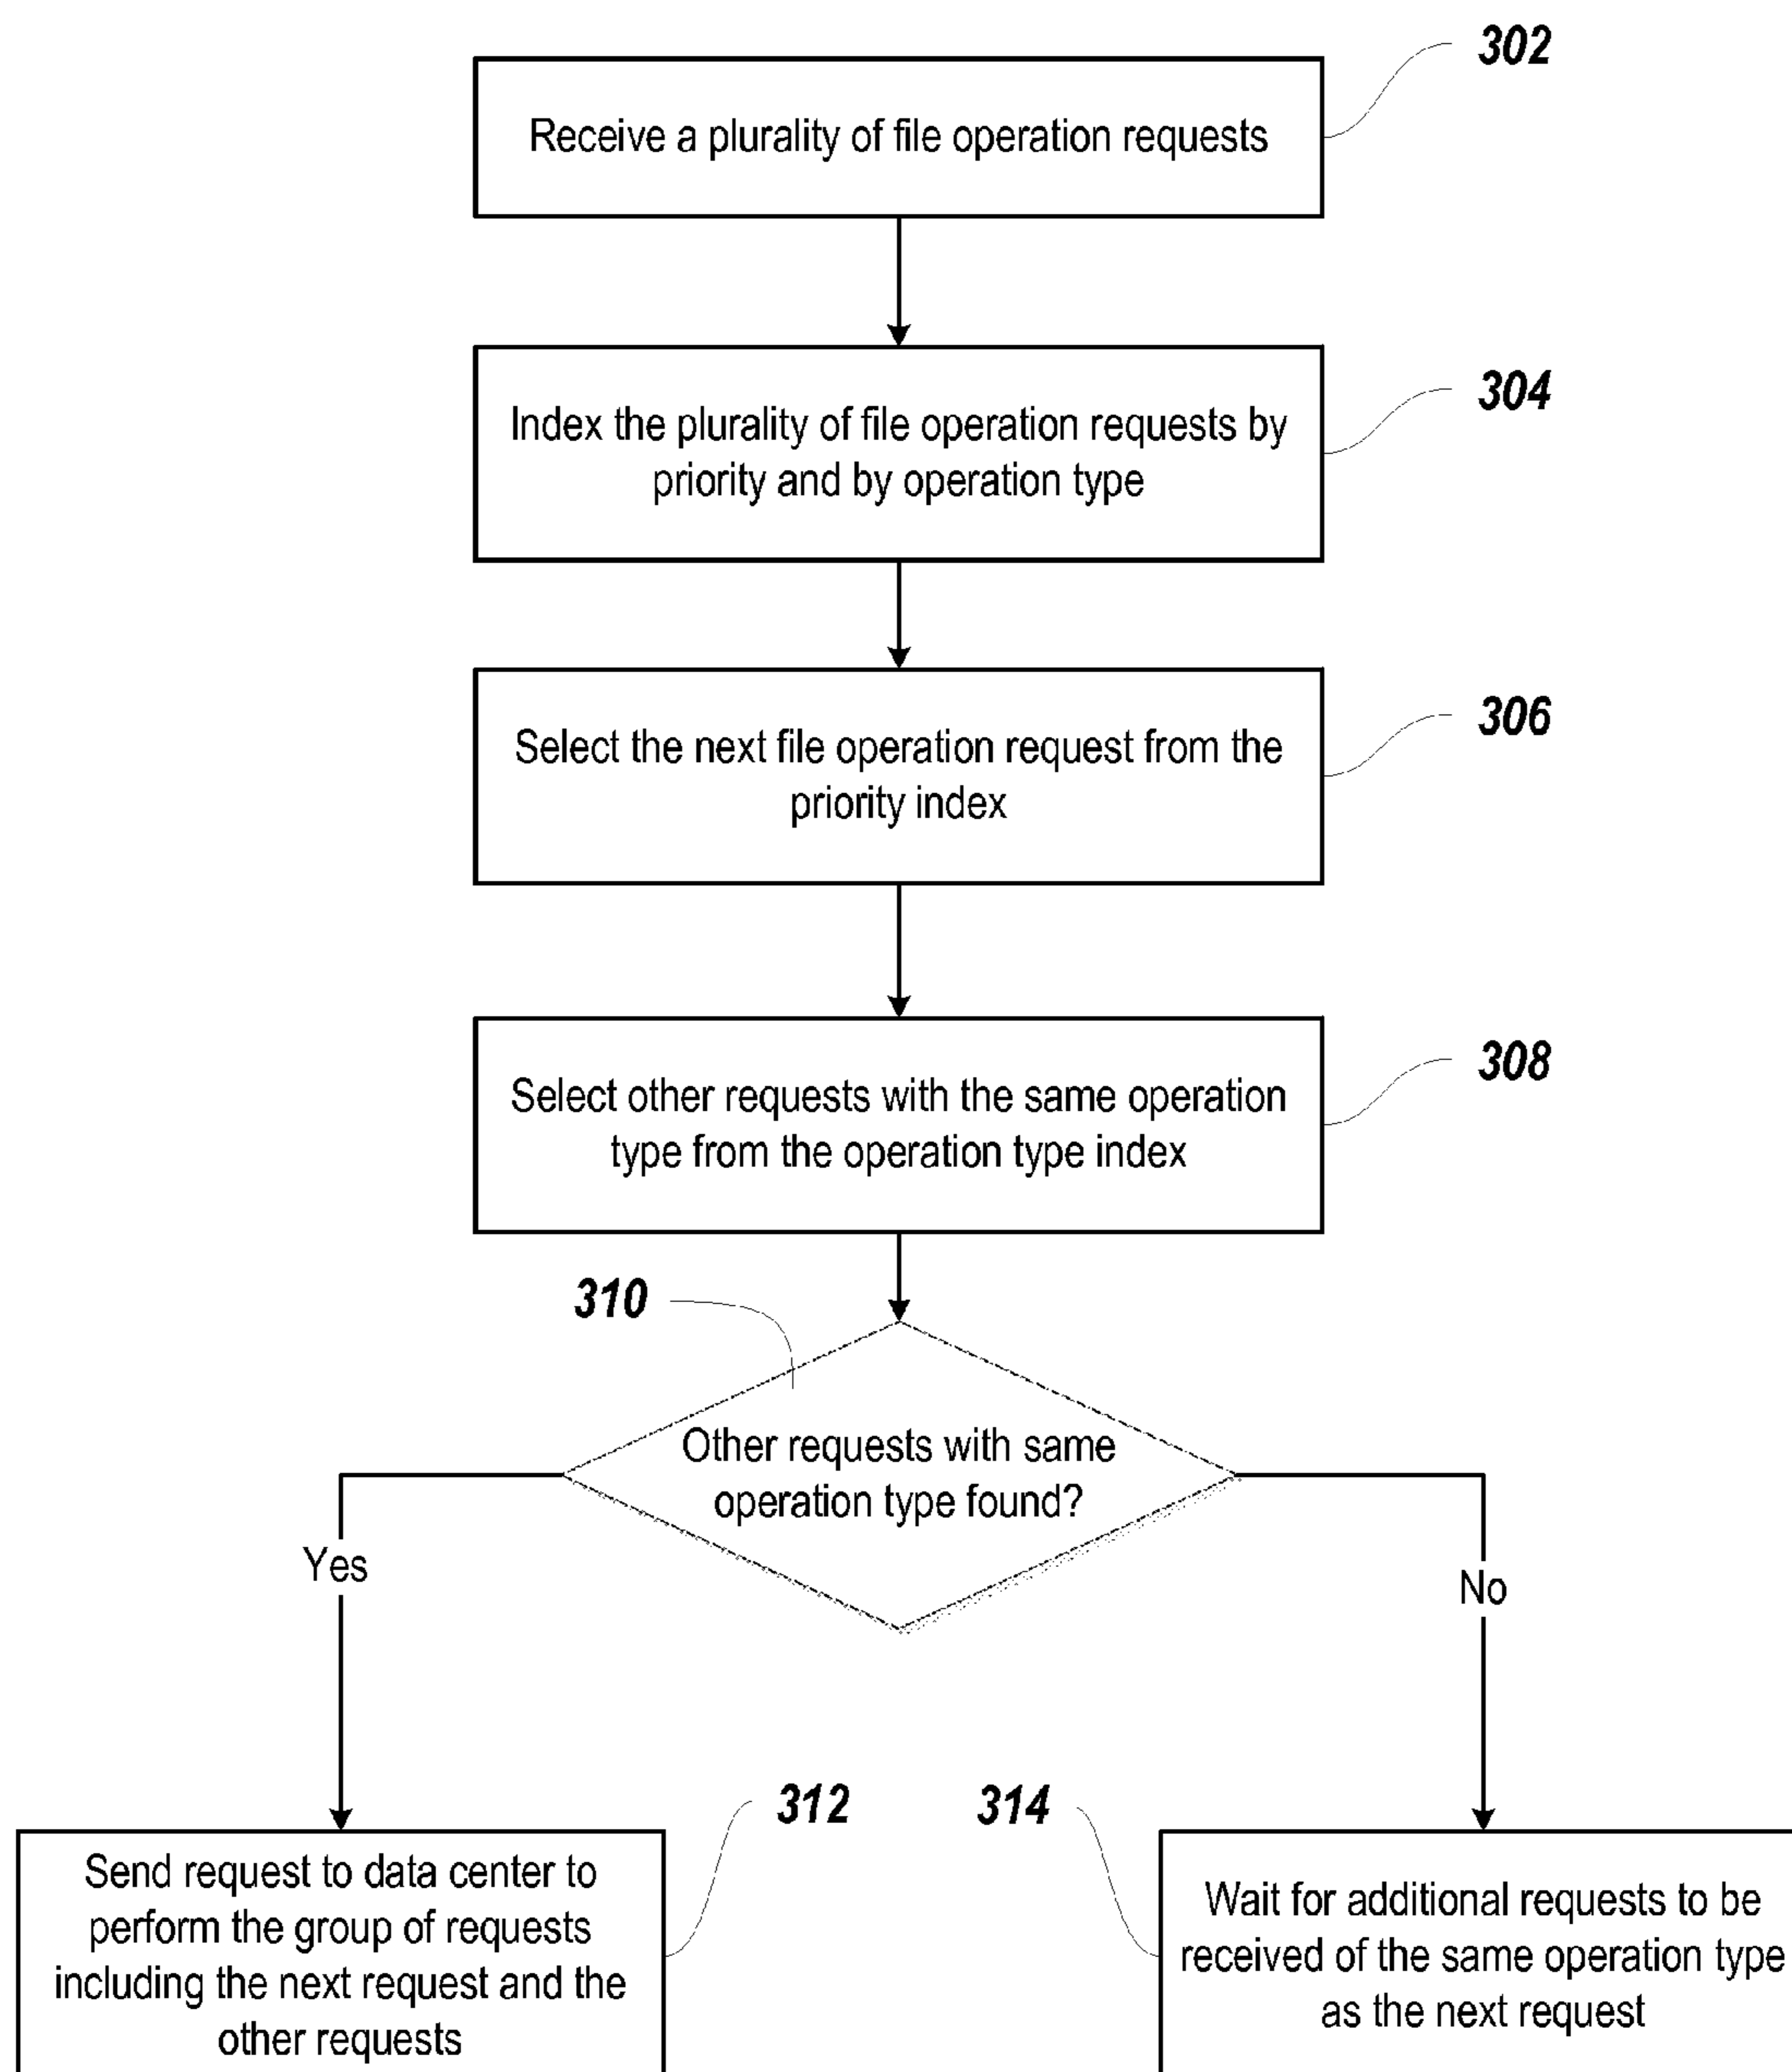 302
Receive a plurality of file operation requests
304
Index the plurality of file operation requests by
priority and by operation type
306
Select the next file operation request from the
priority index
308
Select other requests with the same operation
type from the operation type index
310
Other requests with same
operation type found?
Yes
No
312
314
Send request to data center to
perform the group of requests
including the next request and the
other requests
Wait for additional requests to be
received of the same operation type
as the next request